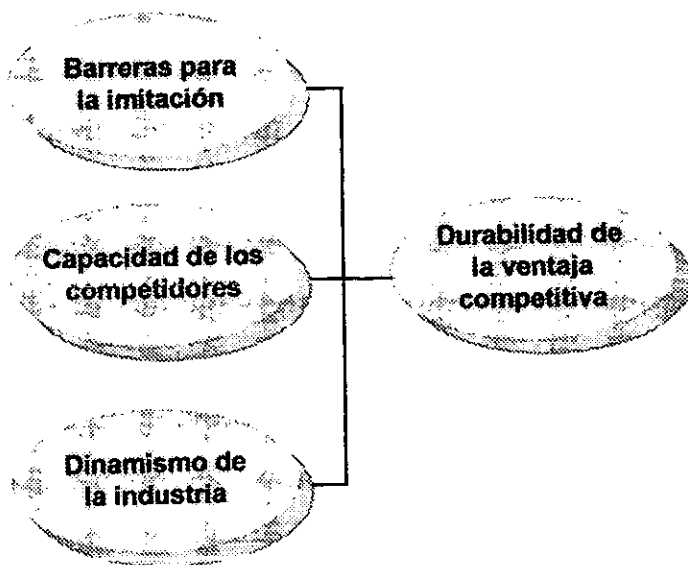 Barreras para
la imitación
Capacidad de los
competidores
Durabilidad de
la ventaja
competitiva
Dinamismo de
la industria